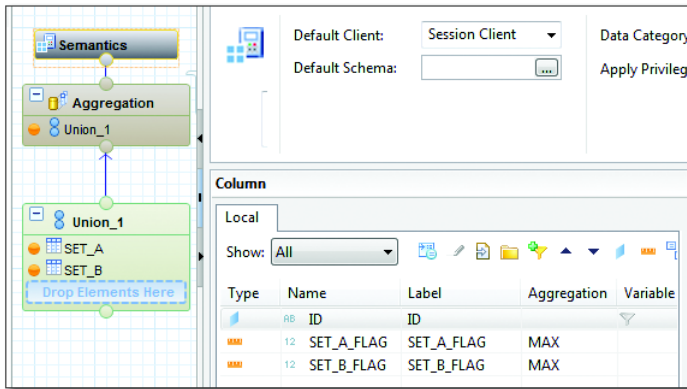 Semantics
Aggregation
Union_1
Union_1
SET_A
SET_B
Drop Elements Here
Default Client: Session Client Data Category
Default Schema: ... Apply Privileg
Column
Local
Show: All
Type Name Label Aggregation Variable
AB ID ID
12 SET_A_FLAG SET_A_FLAG MAX
12 SET_B_FLAG SET_B_FLAG MAX